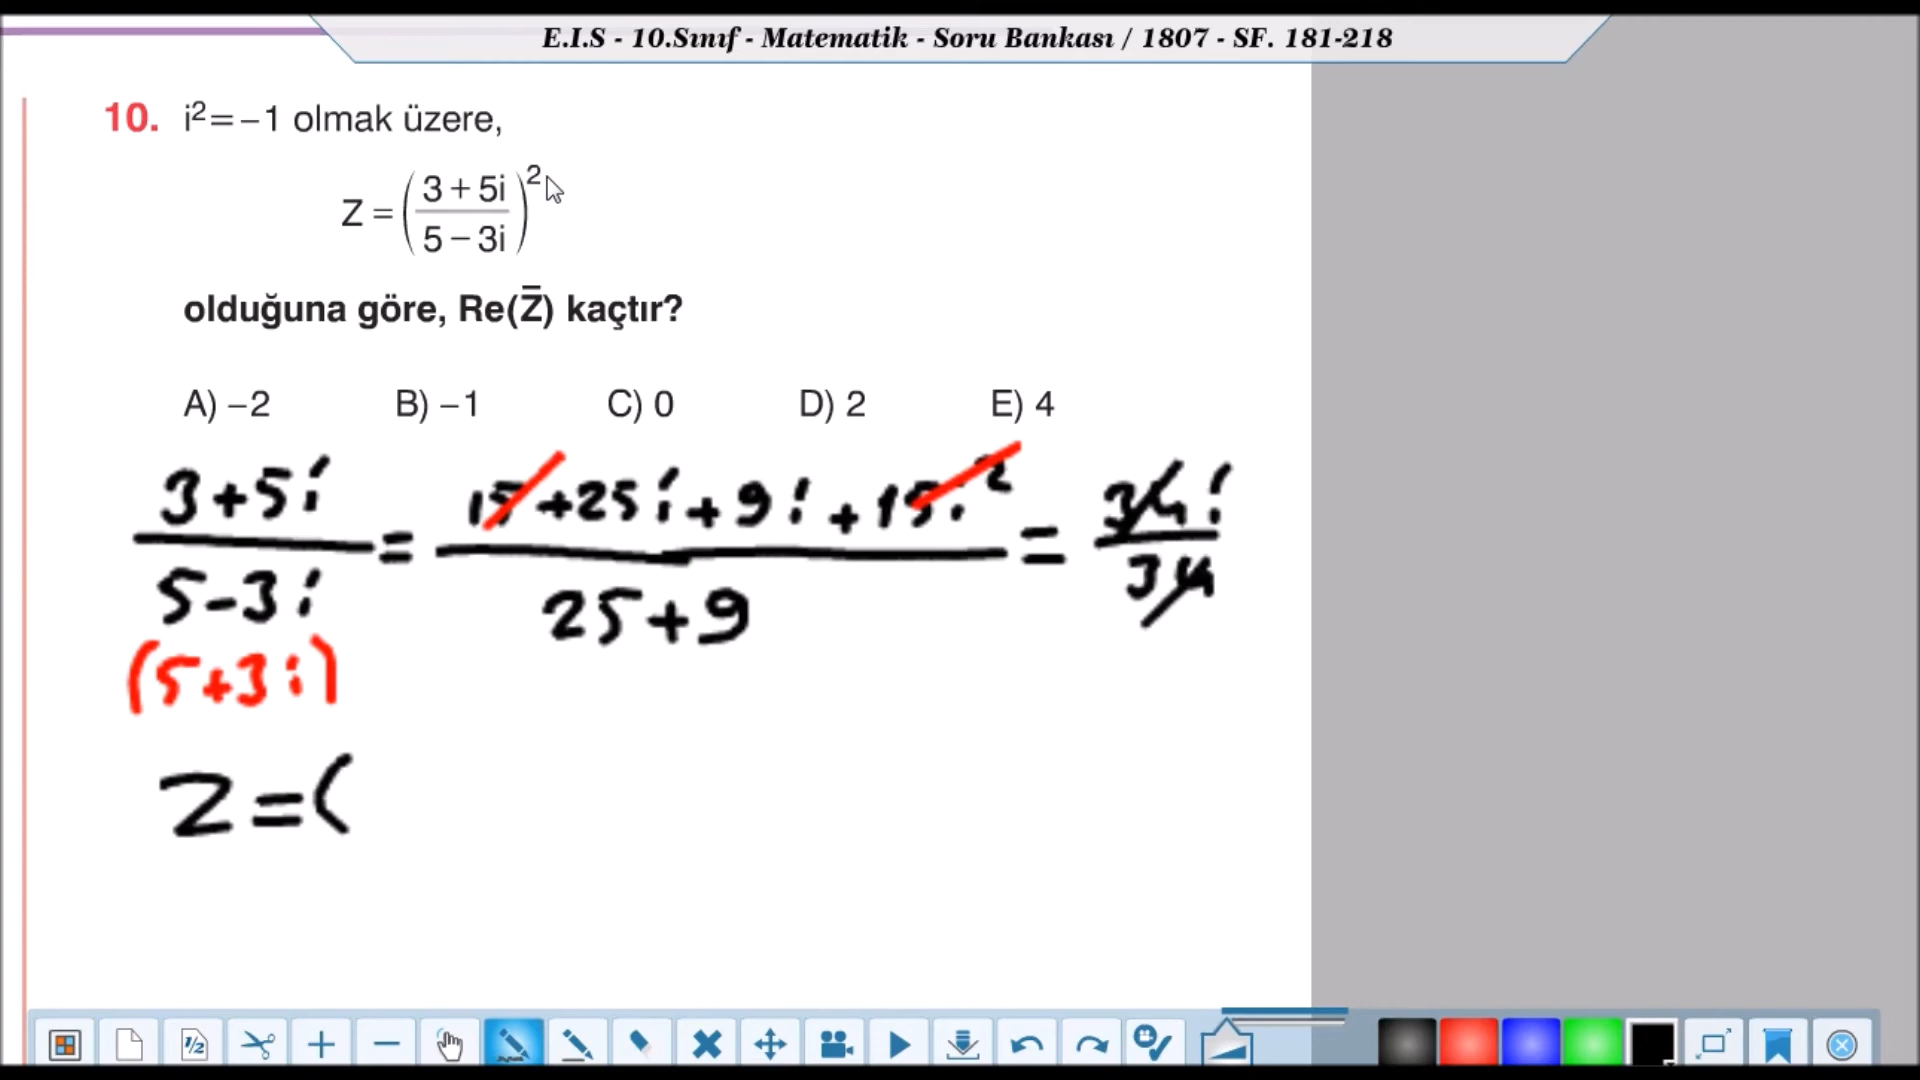 E.I.S - 10.Sınıf - Matematik - Soru Bankası / 1807 - SF. 181-218
10. i²=−1 olmak üzere,
Z = ( (3 + 5i) / (5 − 3i) )²
olduğuna göre, Re(Z̄) kaçtır?
A) −2 B) −1 C) 0 D) 2 E) 4
3+5i / 5-3i = 15+25i+9i+15i² / 25+9 = 34i / 34
(5+3i)
Z=(
1/2